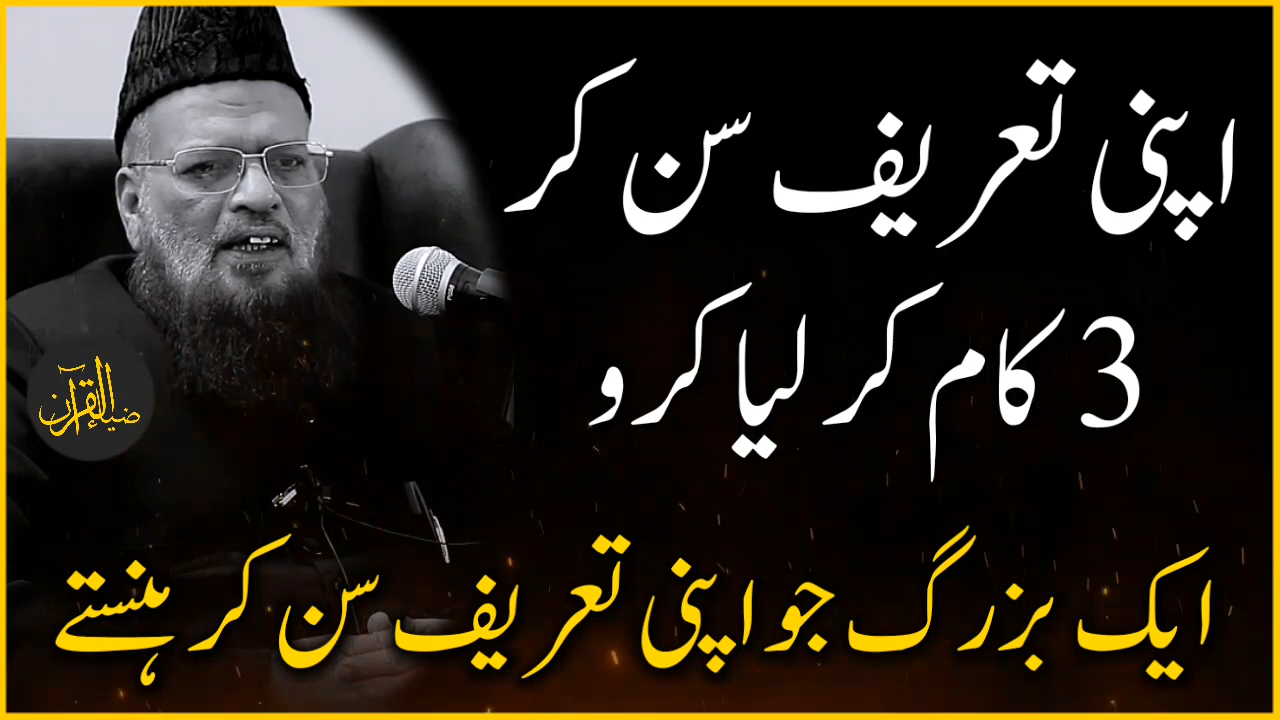 اپنی تعریف سن کر
3 کام کر لیا کرو
ضیاء القرآن
ایک بزرگ جو اپنی تعریف سن کر ہنستے